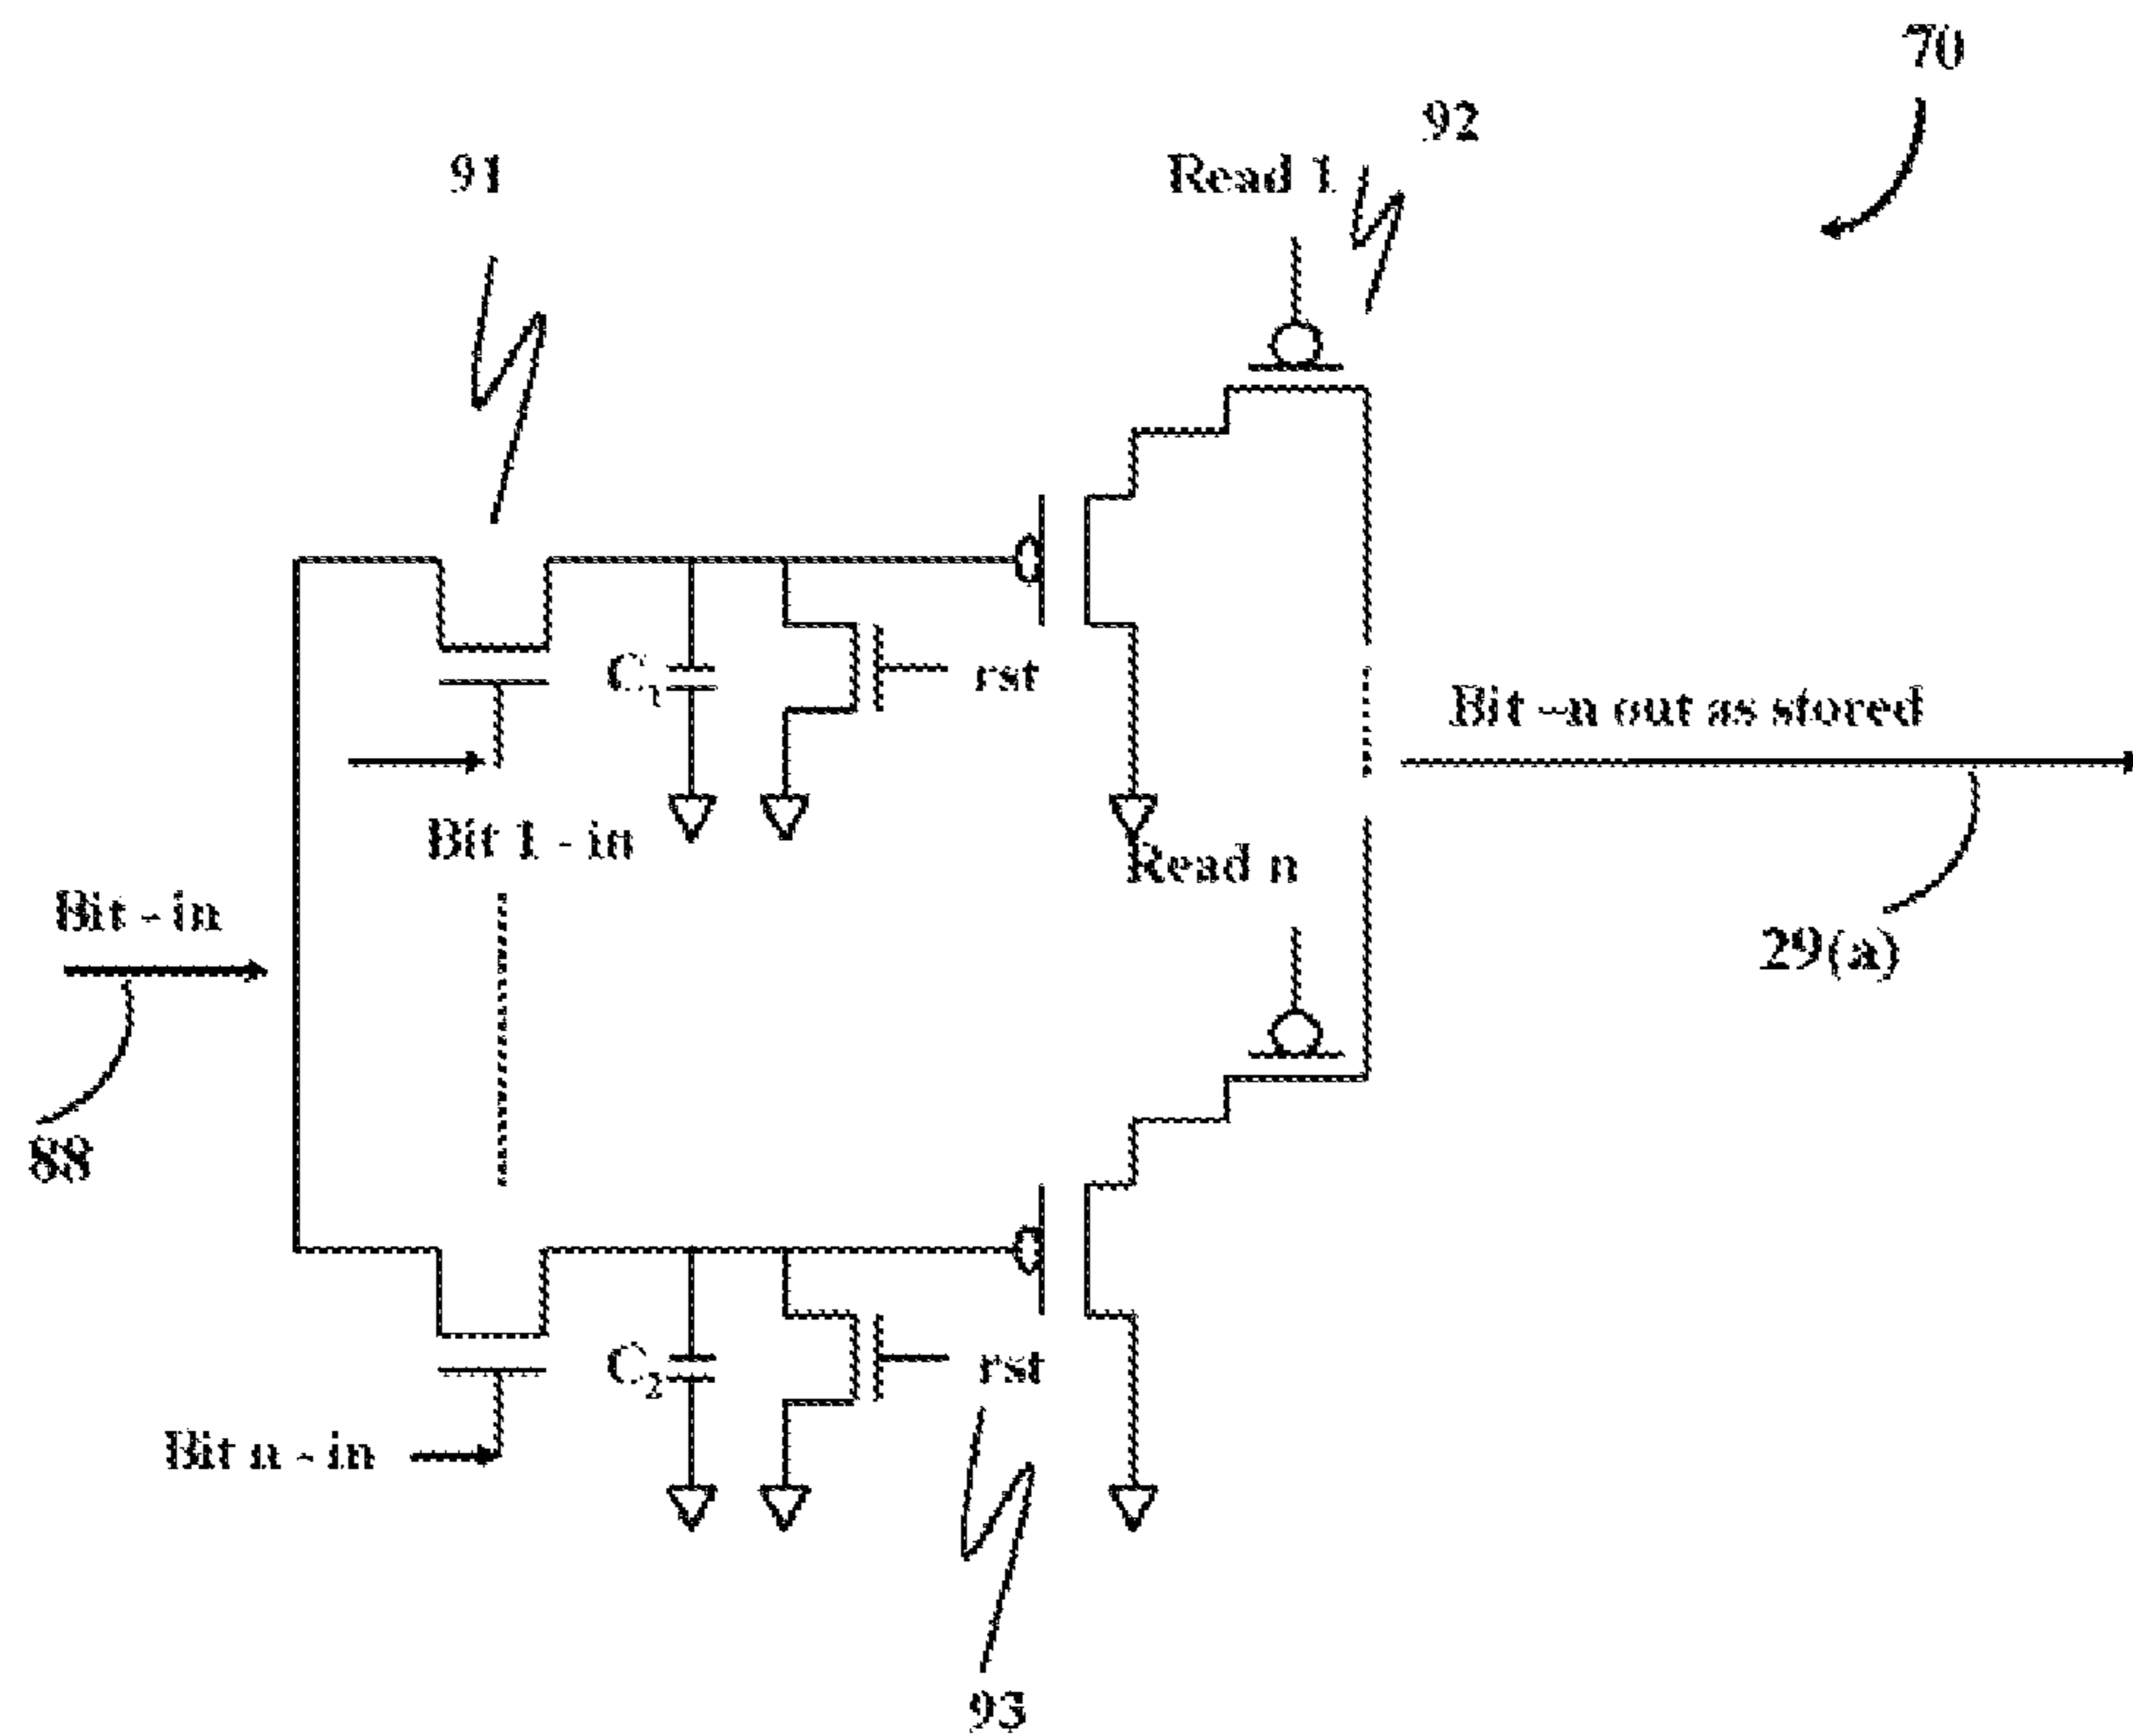 70
92
91
Read 1
C1
rst
Bit –n out as stored
Bit 1 - in
Read n
Bit - in
29(a)
88
C2
rst
Bit n - in
93